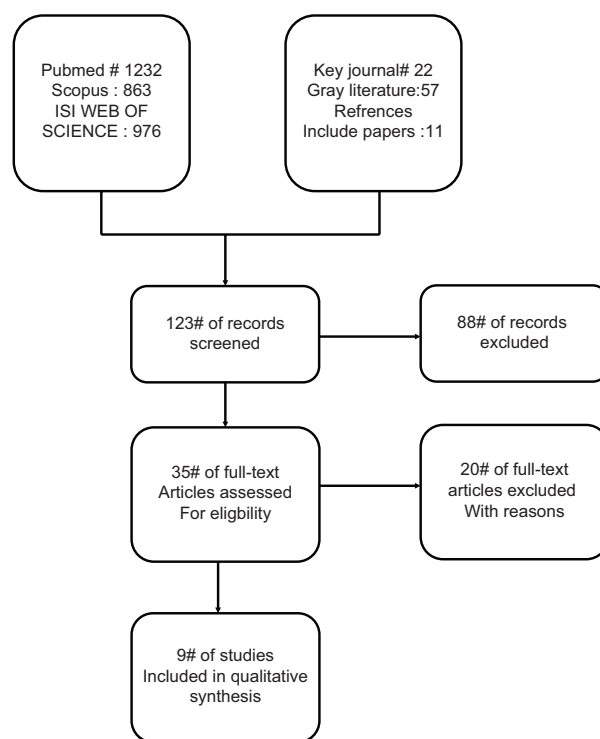 Pubmed # 1232
Scopus : 863
ISI WEB OF
SCIENCE : 976
Key journal# 22
Gray literature:57
Refrences
Include papers :11
123# of records
screened
88# of records
excluded
35# of full-text
Articles assessed
For eligbility
20# of full-text
articles excluded
With reasons
9# of studies
Included in qualitative
synthesis